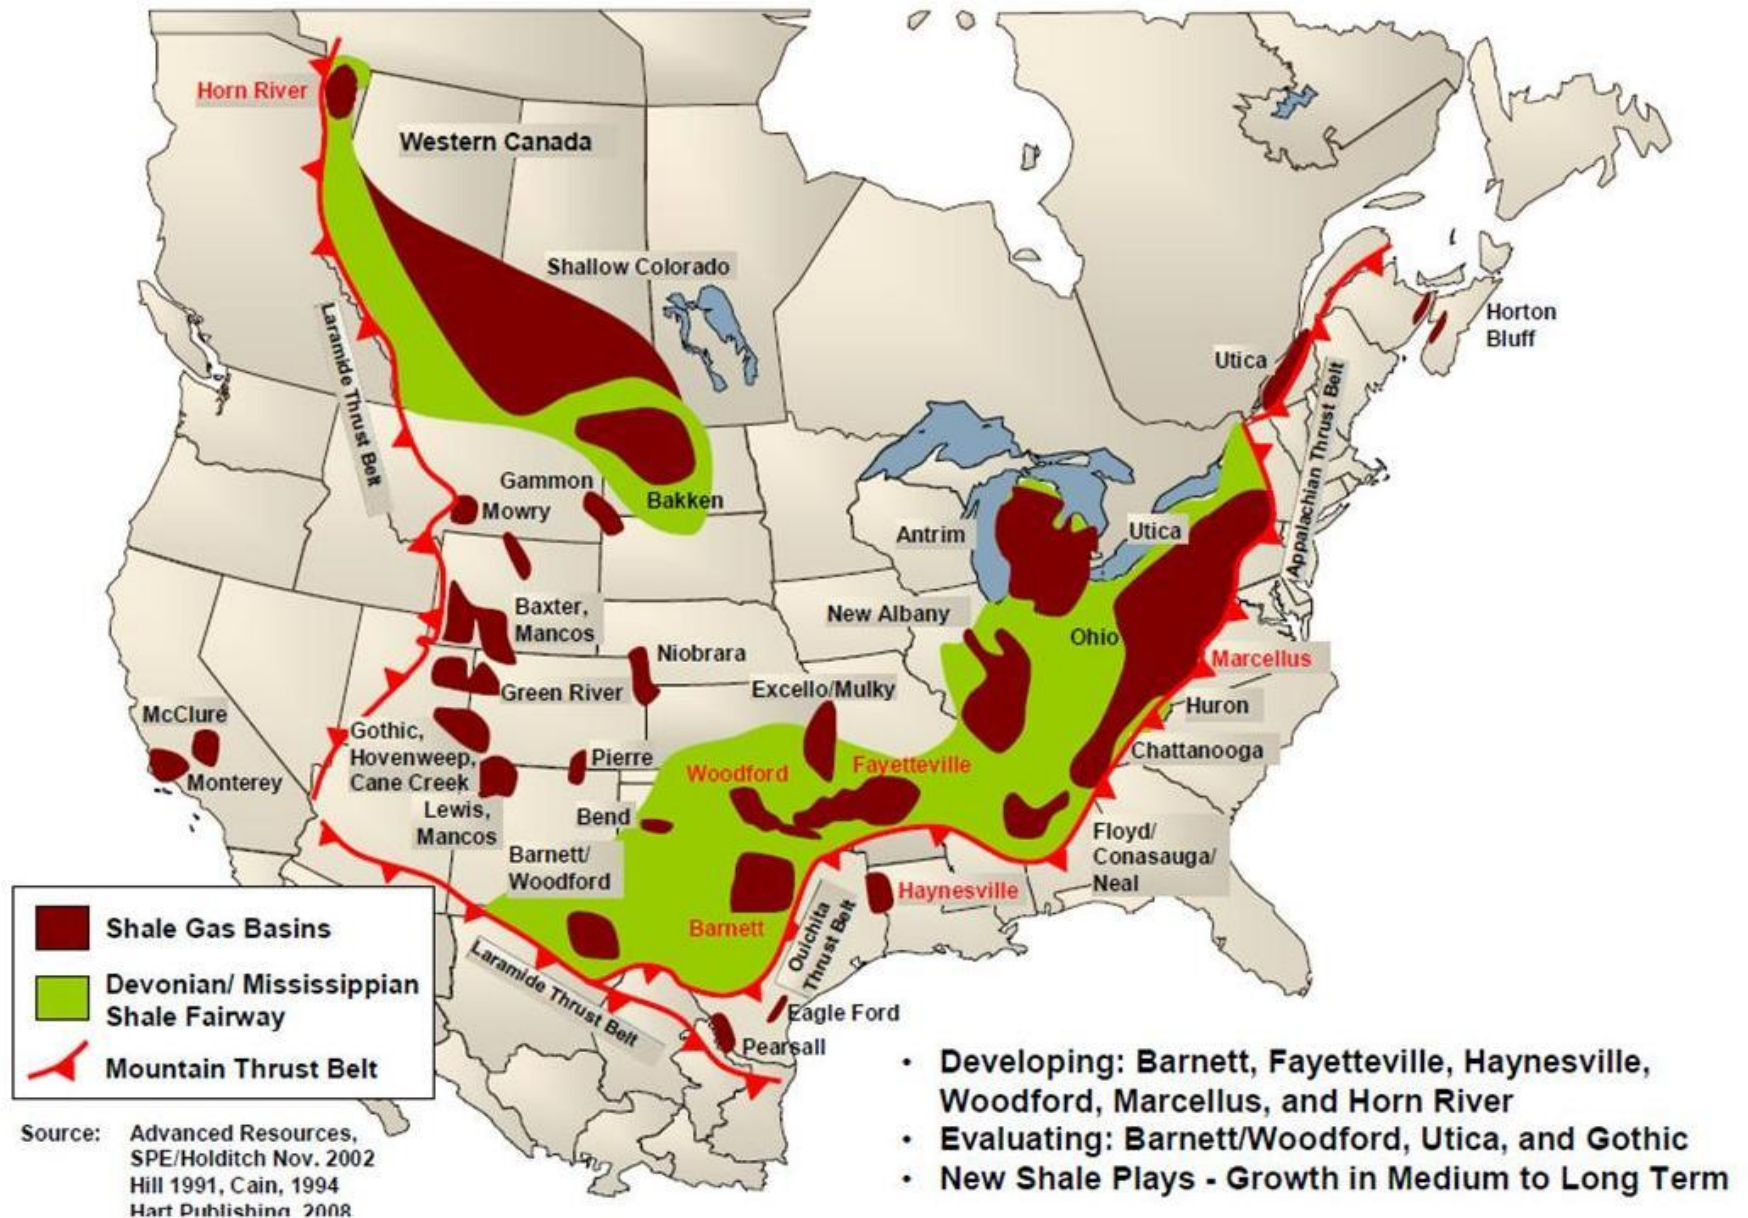 Horn River
Western Canada
Shallow Colorado
Laramide Thrust Belt
Horton
Bluff
Utica
Appalachian Thrust Belt
Gammon
Mowry
Bakken
Antrim
Utica
Baxter,
Mancos
New Albany
Ohio
Niobrara
Marcellus
Green River
Excello/Mulky
Huron
McClure
Gothic,
Hovenweep,
Cane Creek
Pierre
Chattanooga
Monterey
Woodford
Fayetteville
Lewis,
Mancos
Bend
Floyd/
Conasauga/
Neal
Barnett/
Woodford
Haynesville
Barnett
Ouichita
Thrust Belt
Laramide Thrust Belt
Eagle Ford
Pearsall
Shale Gas Basins
Devonian/ Mississippian
Shale Fairway
Mountain Thrust Belt
Source: Advanced Resources,
SPE/Holditch Nov. 2002
Hill 1991, Cain, 1994
Hart Publishing, 2008
• Developing: Barnett, Fayetteville, Haynesville,
Woodford, Marcellus, and Horn River
• Evaluating: Barnett/Woodford, Utica, and Gothic
• New Shale Plays - Growth in Medium to Long Term